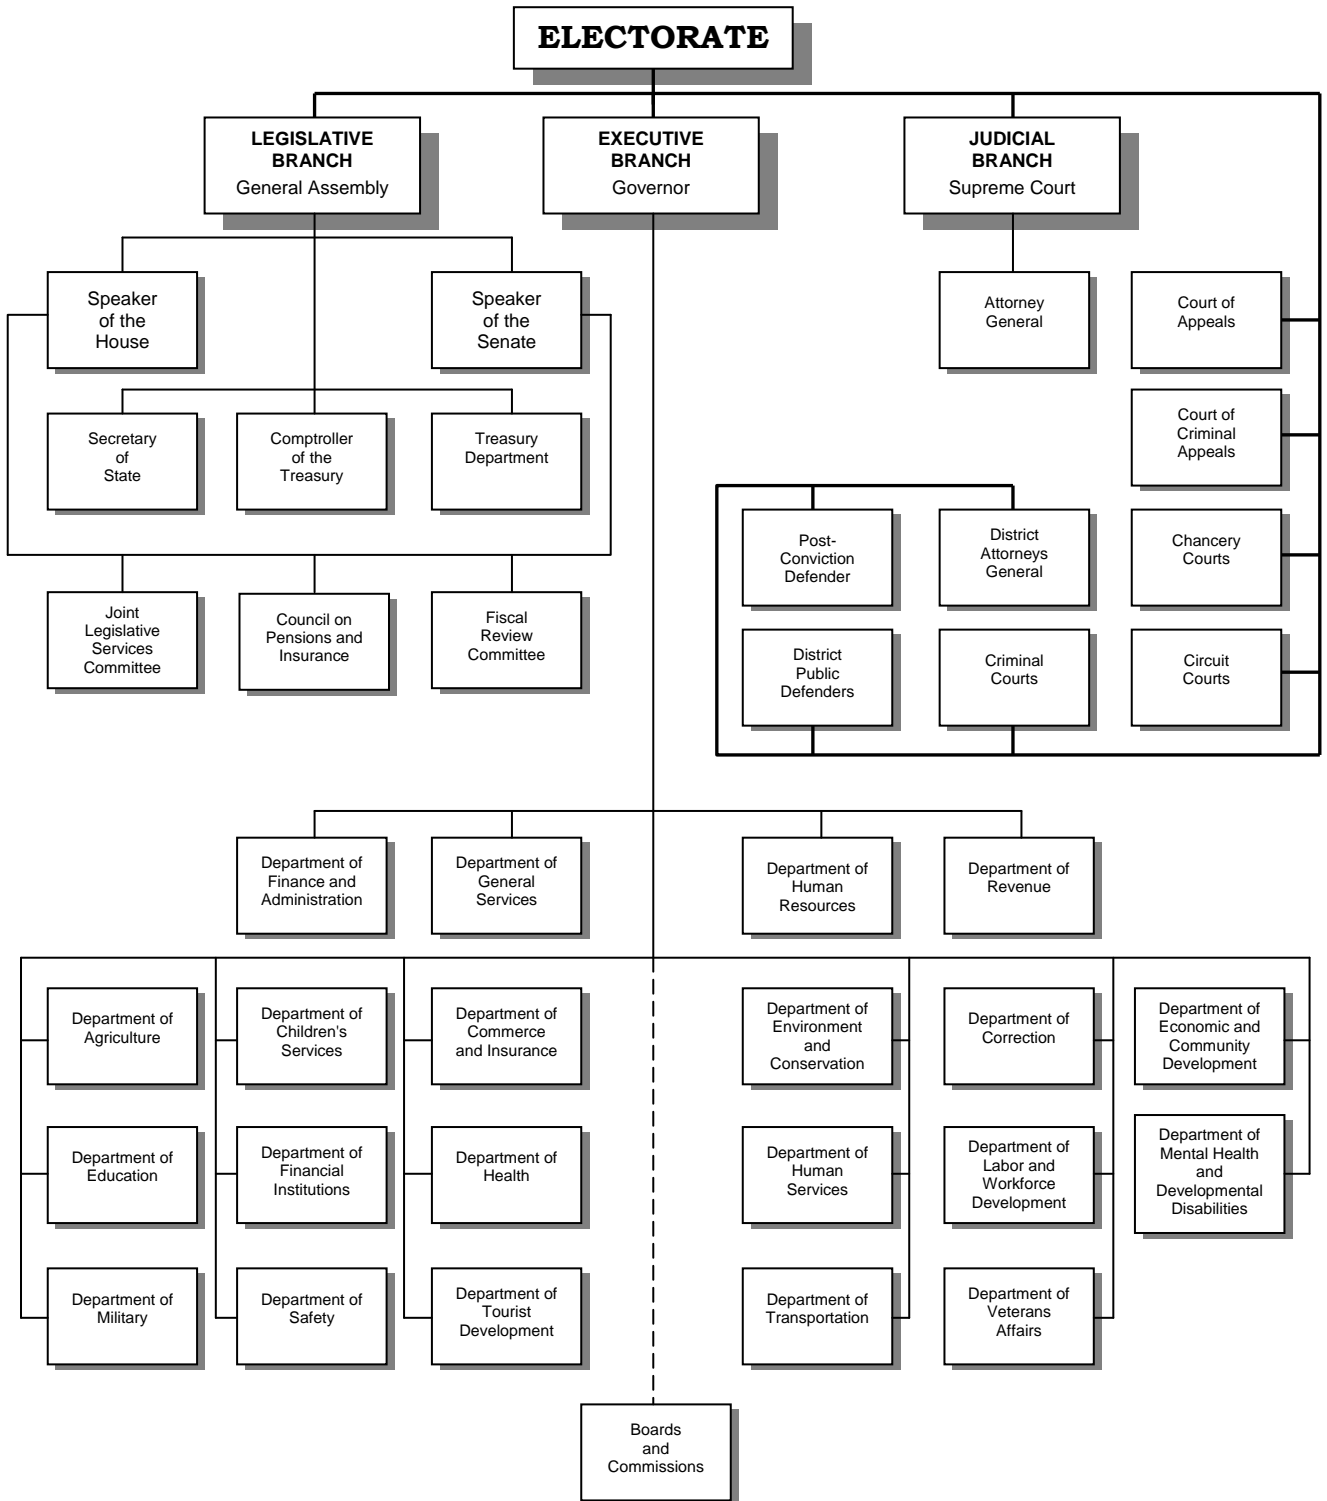 ELECTORATE
LEGISLATIVE
BRANCH
General Assembly
EXECUTIVE
BRANCH
Governor
JUDICIAL
BRANCH
Supreme Court
Speaker
of the
House
Speaker
of the
Senate
Attorney
General
Court of
Appeals
Secretary
of
State
Comptroller
of the
Treasury
Treasury
Department
Court of
Criminal
Appeals
Post-
Conviction
Defender
District
Attorneys
General
Chancery
Courts
Joint
Legislative
Services
Committee
Council on
Pensions and
Insurance
Fiscal
Review
Committee
District
Public
Defenders
Criminal
Courts
Circuit
Courts
Department of
Finance and
Administration
Department of
General
Services
Department of
Human
Resources
Department of
Revenue
Department of
Agriculture
Department of
Children's
Services
Department of
Commerce
and Insurance
Department of
Environment
and
Conservation
Department of
Correction
Department of
Economic and
Community
Development
Department of
Education
Department of
Financial
Institutions
Department of
Health
Department of
Human
Services
Department of
Labor and
Workforce
Development
Department of
Mental Health
and
Developmental
Disabilities
Department of
Military
Department of
Safety
Department of
Tourist
Development
Department of
Transportation
Department of
Veterans
Affairs
Boards
and
Commissions